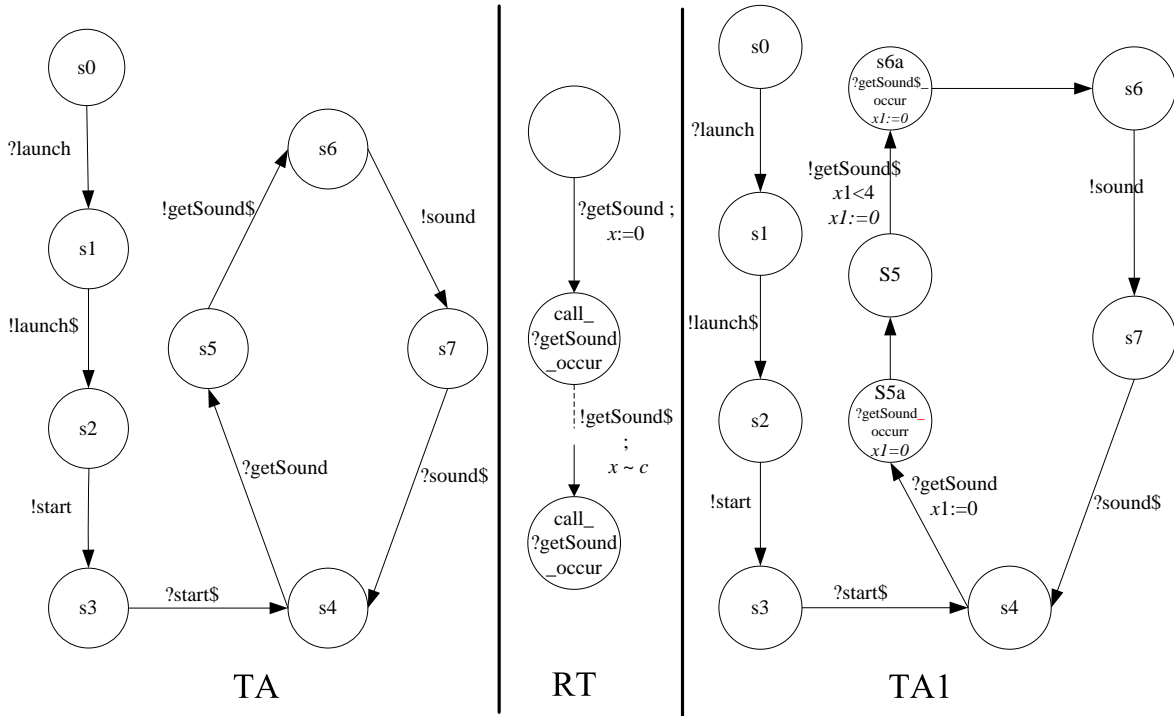 s0
?launch
s1
!launch$
s2
!start
s3
?start$
s4
?getSound
s5
!getSound$
s6
!sound
s7
?sound$
TA
?getSound ;
x:=0
call_
?getSound
_occur
!getSound$
;
x ~ c
call_
?getSound
_occur
RT
s0
?launch
s1
!launch$
s2
!start
s3
?start$
s4
?getSound
x1:=0
S5a
?getSound_
occurr
x1=0
S5
!getSound$
x1<4
x1:=0
s6a
?getSound$_
occur
x1:=0
s6
!sound
s7
?sound$
TA1